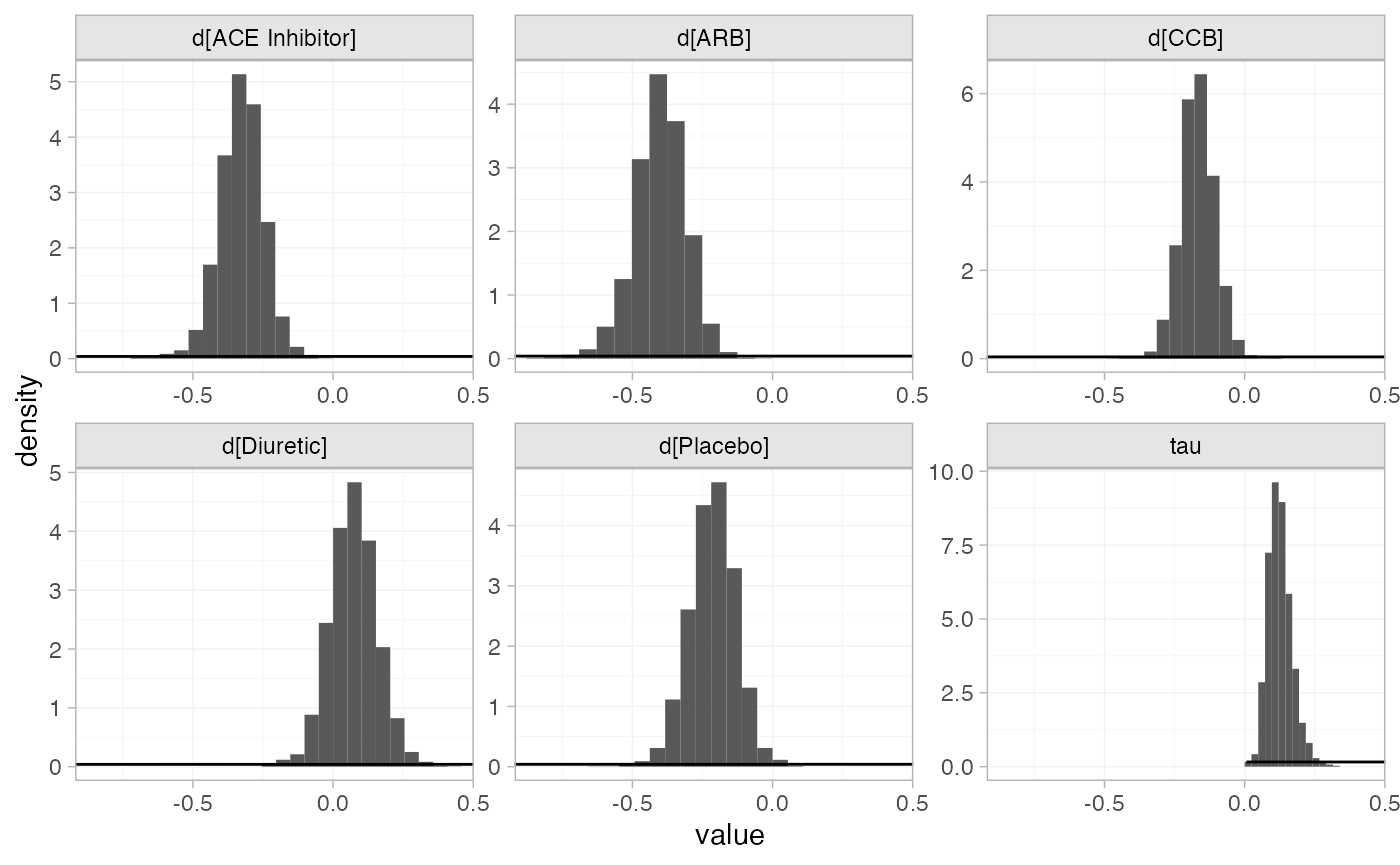 d[ACE Inhibitor] d[ARB] d[CCB]
5 4 3 2 1 0
4 3 2 1 0
6 4 2 0
-0.5 0.0 0.5 -0.5 0.0 0.5 -0.5 0.0 0.5
density
d[Diuretic] d[Placebo] tau
5 4 3 2 1 0
4 3 2 1 0
10.0 7.5 5.0 2.5 0.0
-0.5 0.0 0.5 -0.5 0.0 0.5 -0.5 0.0 0.5
value